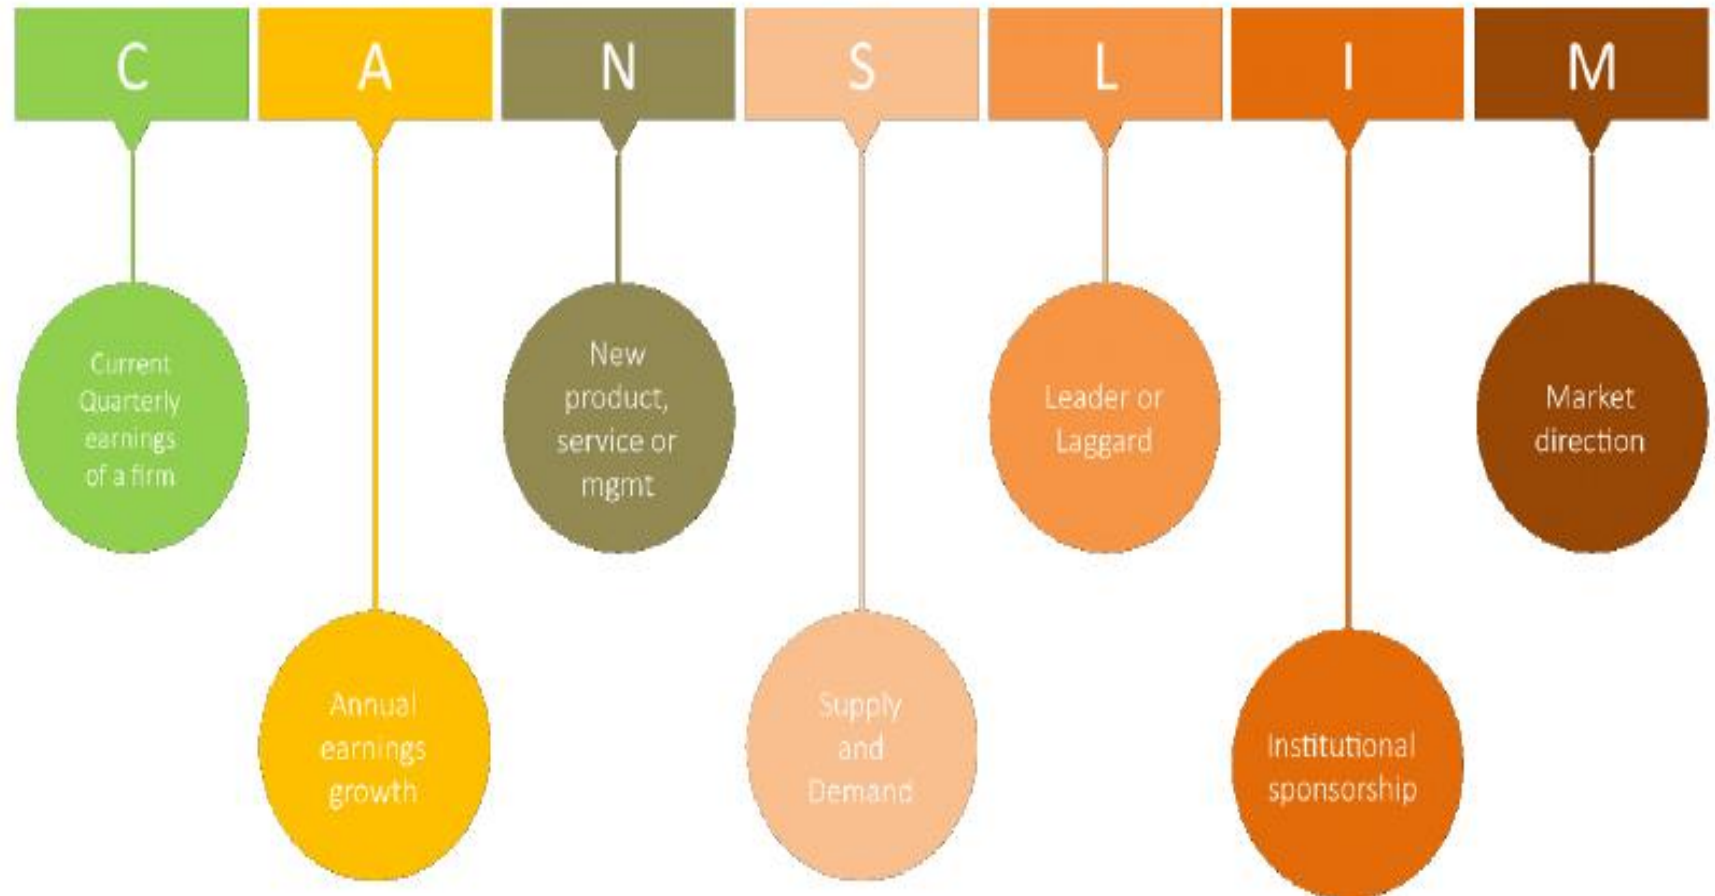 C
A
N
S
L
I
M
Current
Quarterly
earnings
of a firm
Annual
earnings
growth
New
product,
service or
mgmt
Supply
and
Demand
Leader or
Laggard
Institutional
sponsorship
Market
direction